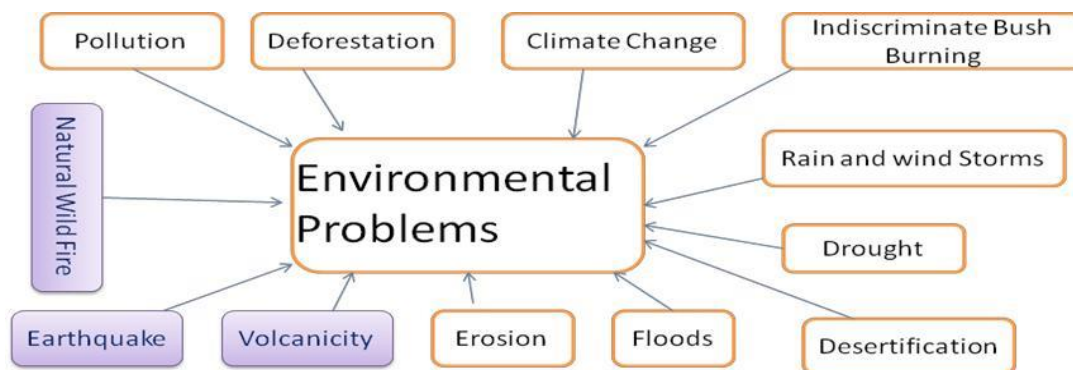 Pollution
Deforestation
Climate Change
Indiscriminate Bush
Burning
Natural Wild Fire
Environmental
Problems
Rain and wind Storms
Drought
Earthquake
Volcanicity
Erosion
Floods
Desertification